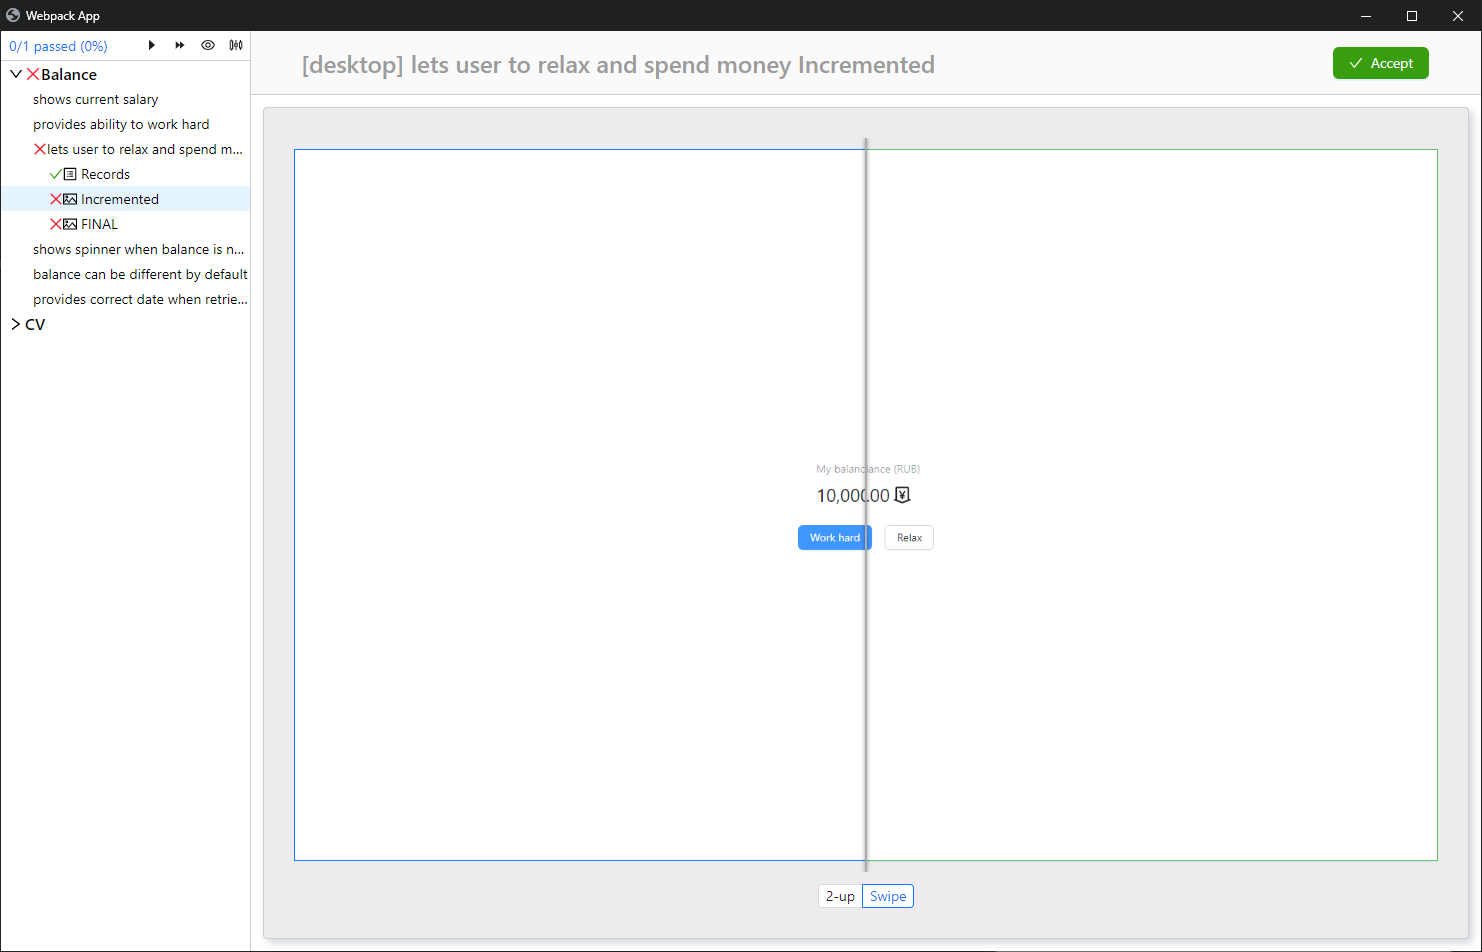 Webpack App
0/1 passed (0%)
Balance
shows current salary
provides ability to work hard
lets user to relax and spend m...
Records
Incremented
FINAL
shows spinner when balance is n...
balance can be different by default
provides correct date when retrie...
CV
[desktop] lets user to relax and spend money Incremented
Accept
My balanc lance (RUB)
10,000.00
Work hard
Relax
2-up
Swipe